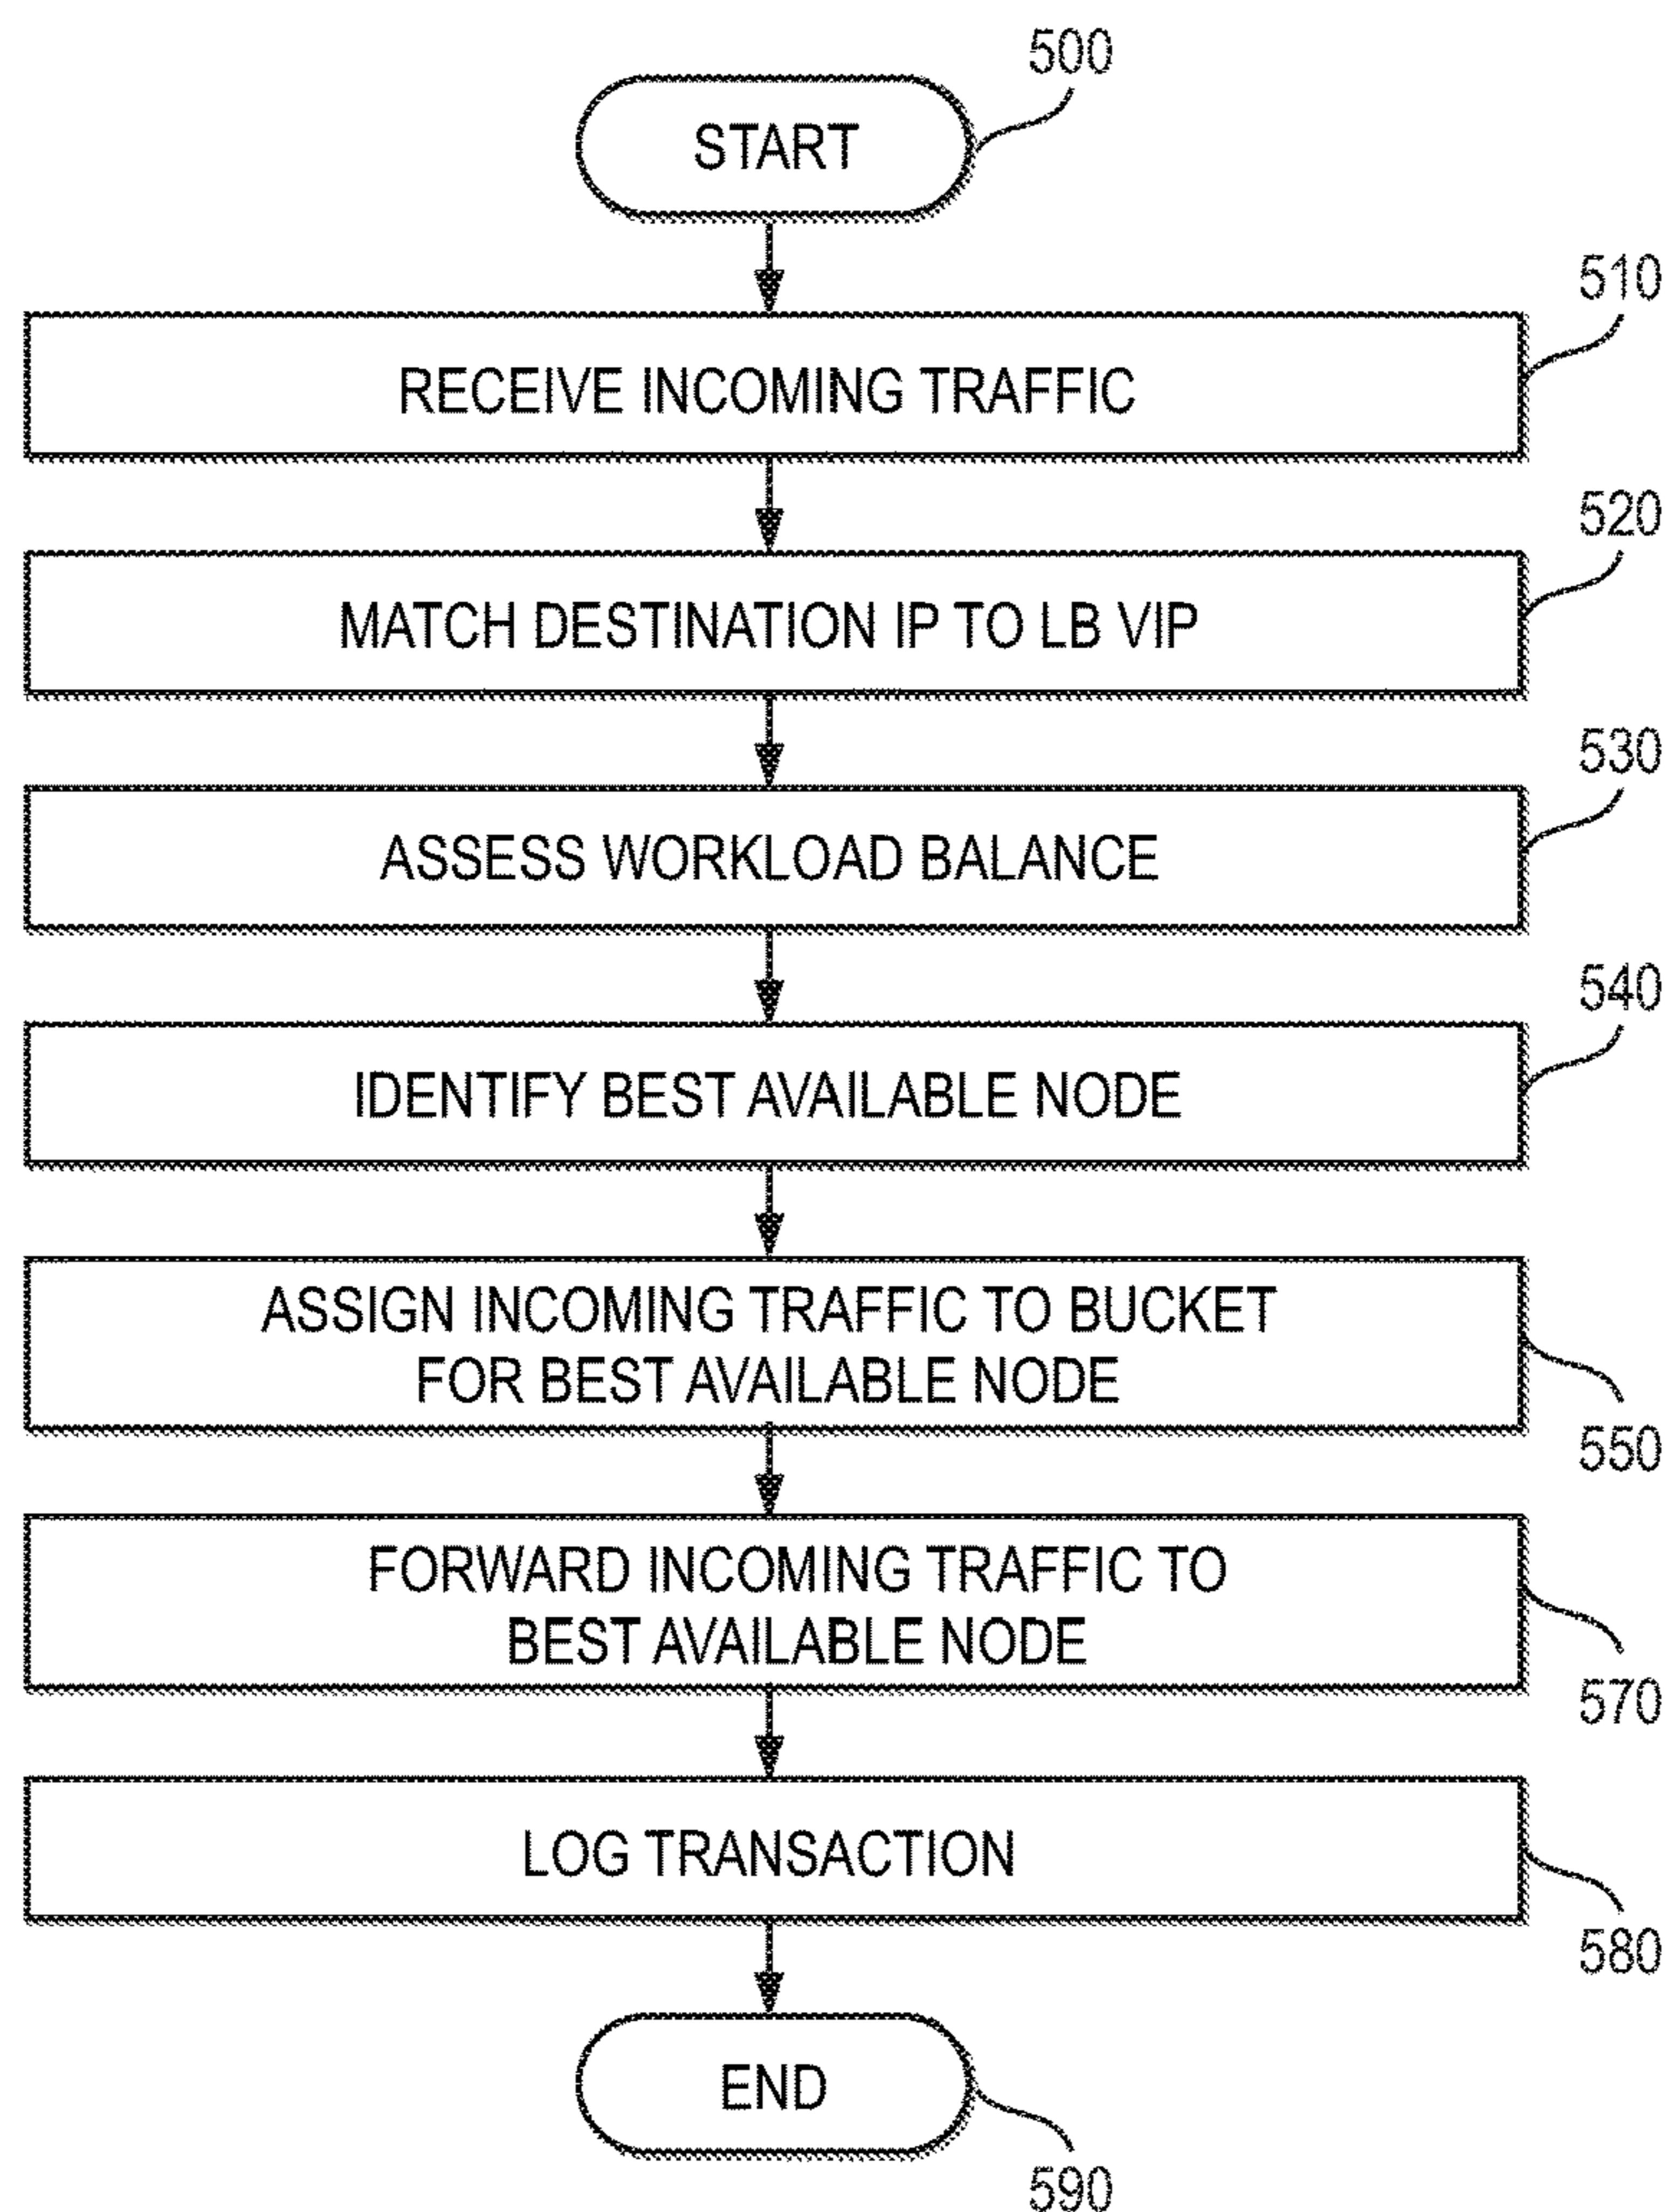 500
START
510
RECEIVE INCOMING TRAFFIC
520
MATCH DESTINATION IP TO LB VIP
530
ASSESS WORKLOAD BALANCE
540
IDENTIFY BEST AVAILABLE NODE
ASSIGN INCOMING TRAFFIC TO BUCKET
FOR BEST AVAILABLE NODE
550
FORWARD INCOMING TRAFFIC TO
BEST AVAILABLE NODE
570
LOG TRANSACTION
580
END
590